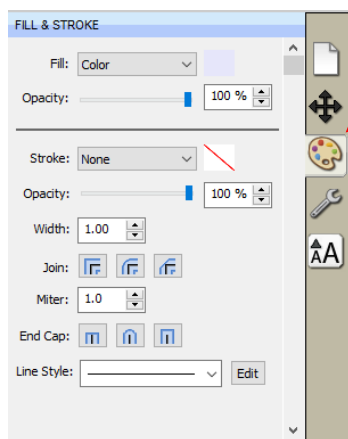 FILL & STROKE
Fill: Color
Opacity: 100 %
Stroke: None
Opacity: 100 %
Width: 1.00
Join:
Miter: 1.0
End Cap:
Line Style: Edit
AA